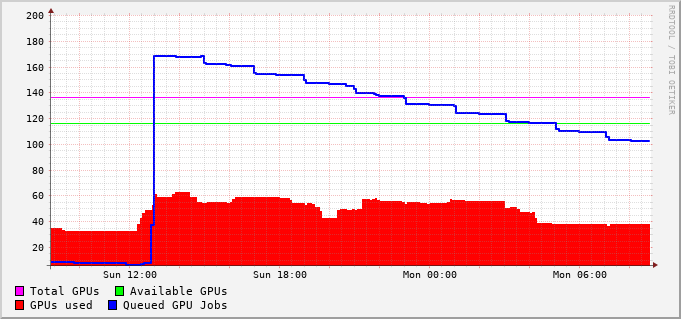 200
180
160
140
120
100
80
60
40
20
Sun 12:00 Sun 18:00 Mon 00:00 Mon 06:00
Total GPUs Available GPUs
GPUs used Queued GPU Jobs
RRDTOOL / TOBI OETIKER